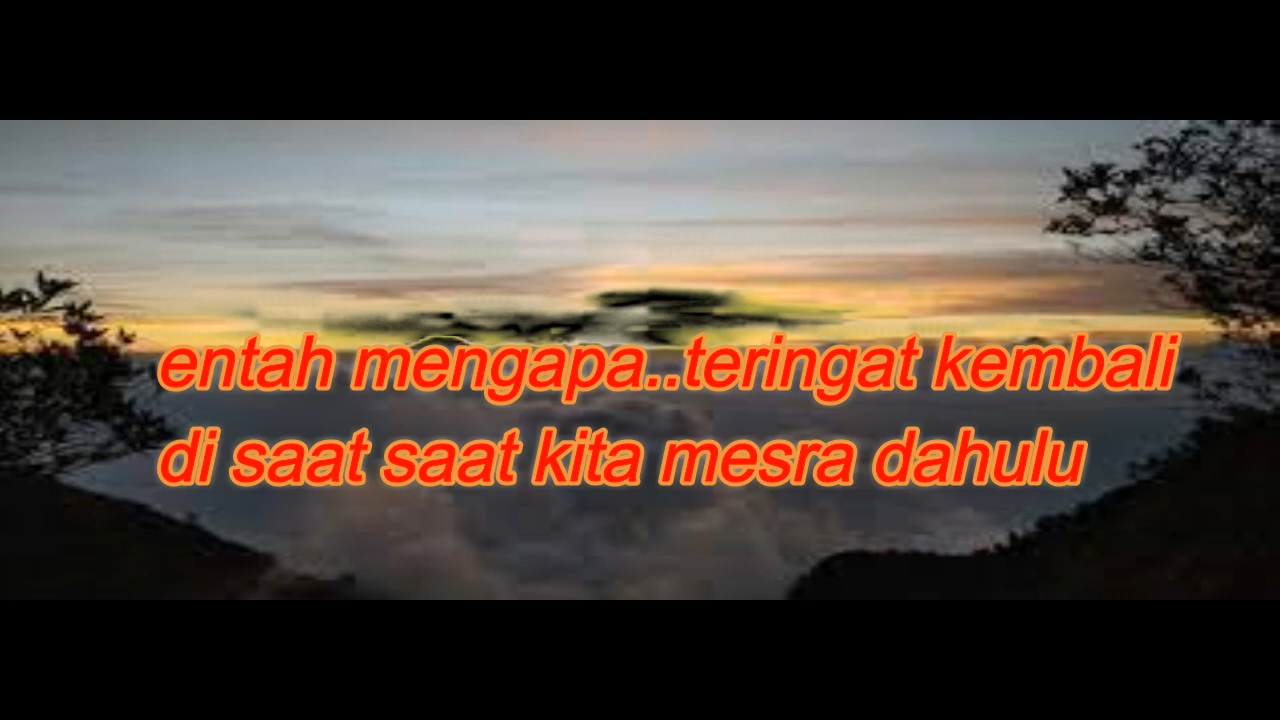 entah mengapa..teringat kembali
di saat saat kita mesra dahulu